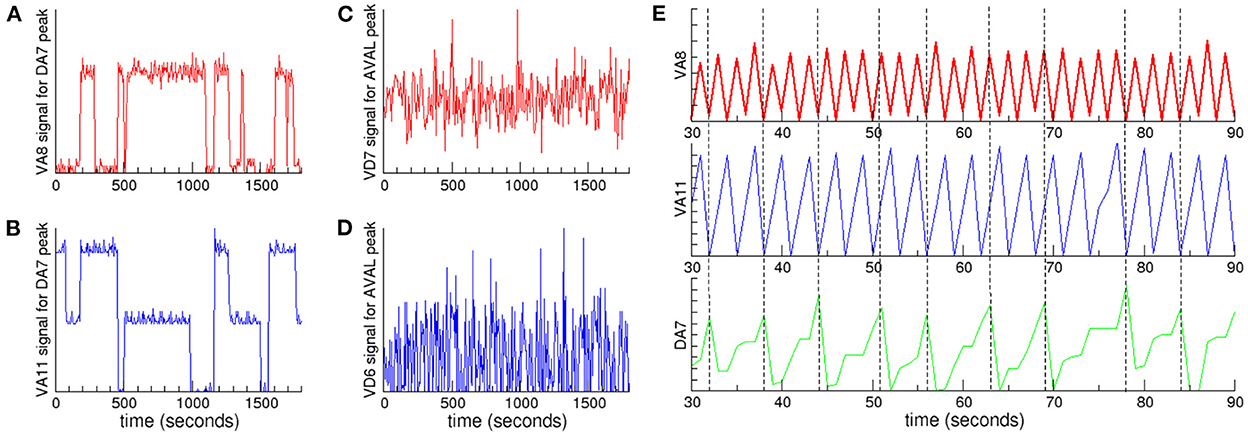 A
VA8 signal for DA7 peak
0 500 1000 1500
B
VA11 signal for DA7 peak
0 500 1000 1500
time (seconds)
C
VD7 signal for AVAL peak
0 500 1000 1500
D
VD6 signal for AVAL peak
0 500 1000 1500
time (seconds)
E
VA8
30 40 50 60 70 80 90
VA11
30 40 50 60 70 80 90
DA7
30 40 50 60 70 80 90
time (seconds)